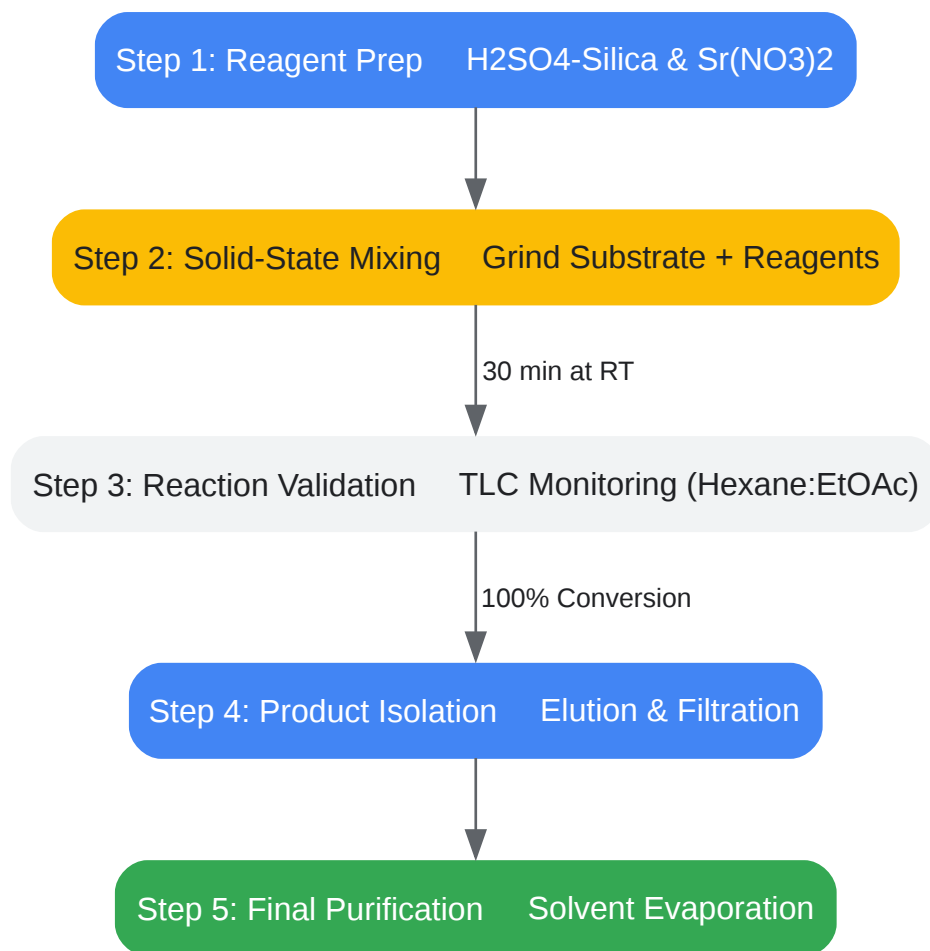 Step 1: Reagent Prep H2SO4-Silica & Sr(NO3)2
Step 2: Solid-State Mixing Grind Substrate + Reagents
30 min at RT
Step 3: Reaction Validation TLC Monitoring (Hexane:EtOAc)
100% Conversion
Step 4: Product Isolation Elution & Filtration
Step 5: Final Purification Solvent Evaporation